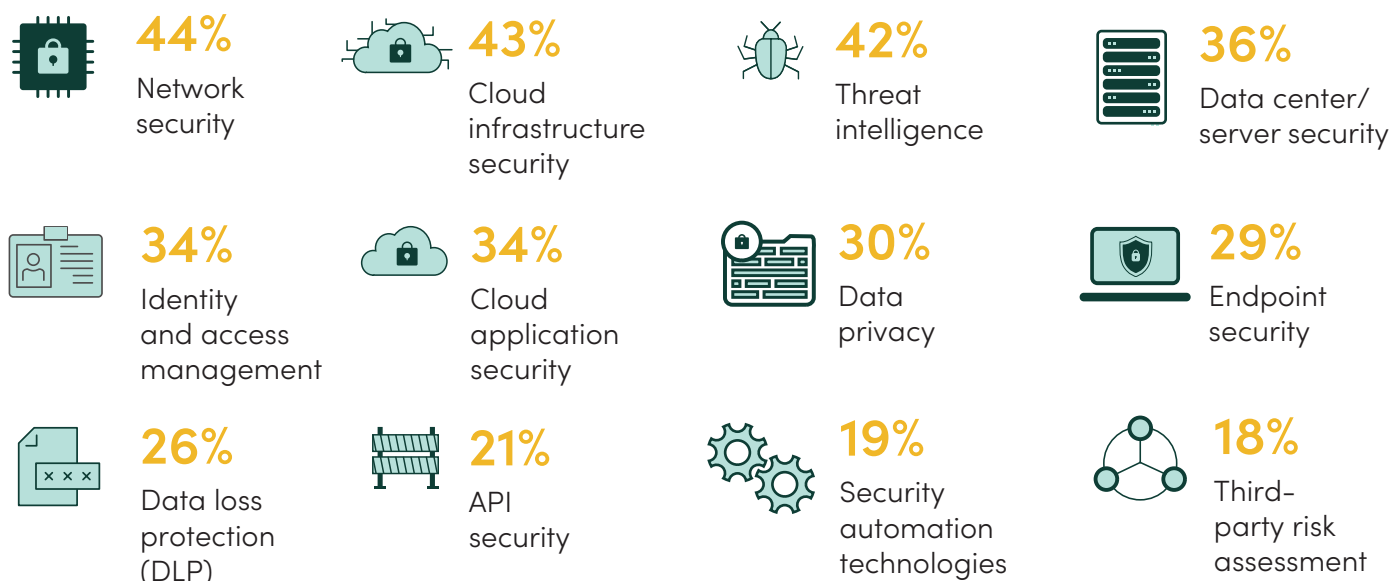 44%
Network
security
43%
Cloud
infrastructure
security
42%
Threat
intelligence
36%
Data center/
server security
34%
Identity
and access
management
34%
Cloud
application
security
30%
Data
privacy
29%
Endpoint
security
26%
Data loss
protection
(DLP)
21%
API
security
19%
Security
automation
technologies
18%
Third-
party risk
assessment